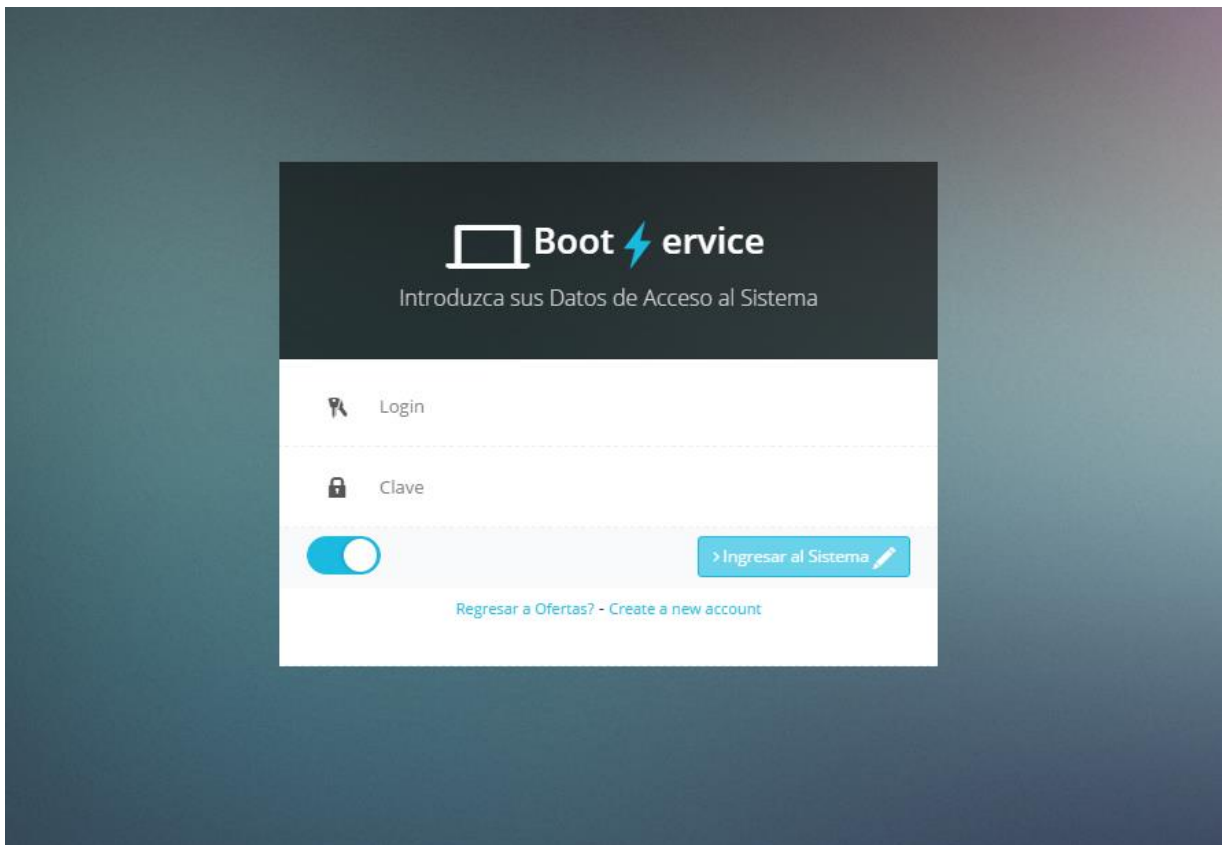 Boot ervice
Introduzca sus Datos de Acceso al Sistema
Login
Clave
›Ingresar al Sistema
Regresar a Ofertas? - Create a new account